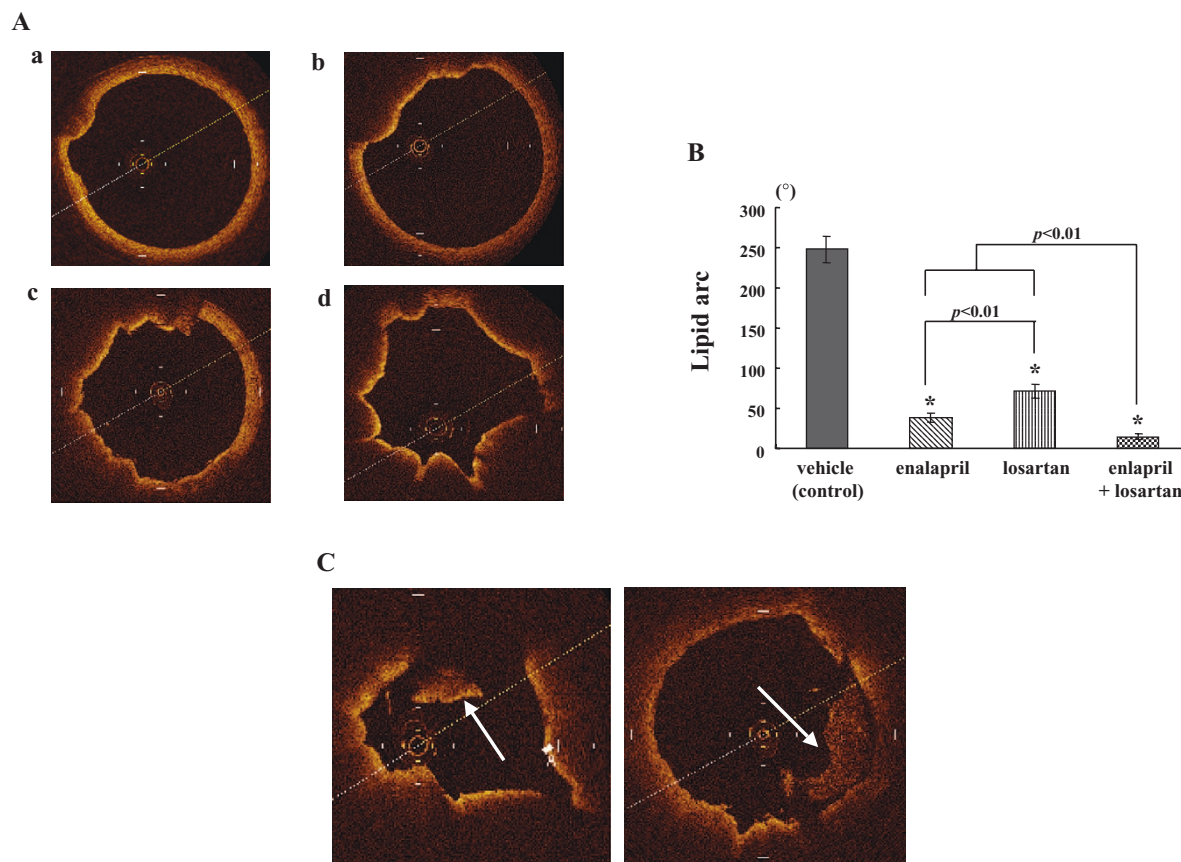 A
a
b
c
d
B
(°)
300
250
200
150
100
50
0
Lipid arc
p<0.01
p<0.01
*
*
*
vehicle
(control)
enalapril
losartan
enlapril
+ losartan
C